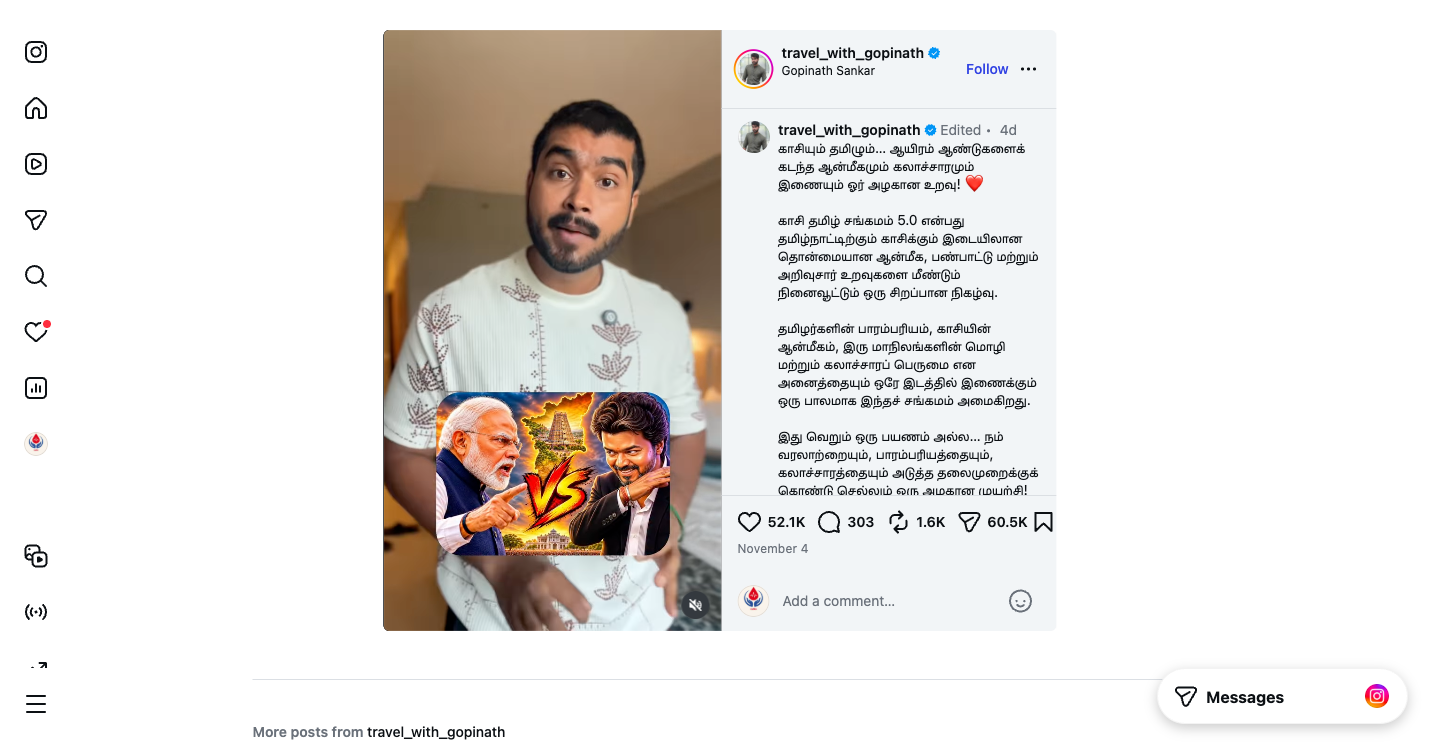 travel_with_gopinath
Gopinath Sankar
Follow
travel_with_gopinath Edited • 4d
காசியும் தமிழும்... ஆயிரம் ஆண்டுகளைக்
கடந்த ஆன்மீகமும் கலாச்சாரமும்
இணையும் ஓர் அழகான உறவு! ❤️
காசி தமிழ் சங்கமம் 5.0 என்பது
தமிழ்நாட்டிற்கும் காசிக்கும் இடையிலான
தொன்மையான ஆன்மீக, பண்பாட்டு மற்றும்
அறிவுசார் உறவுகளை மீண்டும்
நினைவூட்டும் ஒரு சிறப்பான நிகழ்வு.
தமிழர்களின் பாரம்பரியம், காசியின்
ஆன்மீகம், இரு மாநிலங்களின் மொழி
மற்றும் கலாச்சாரப் பெருமை என
அனைத்தையும் ஒரே இடத்தில் இணைக்கும்
ஒரு பாலமாக இந்தச் சங்கமம் அமைகிறது.
இது வெறும் ஒரு பயணம் அல்ல... நம்
வரலாற்றையும், பாரம்பரியத்தையும்,
கலாச்சாரத்தையும் அடுத்த தலைமுறைக்குக்
கொண்டு செல்லும் ஒரு அழகான முயற்சி!
VS
52.1K 303 1.6K 60.5K
November 4
Add a comment...
Messages
More posts from travel_with_gopinath